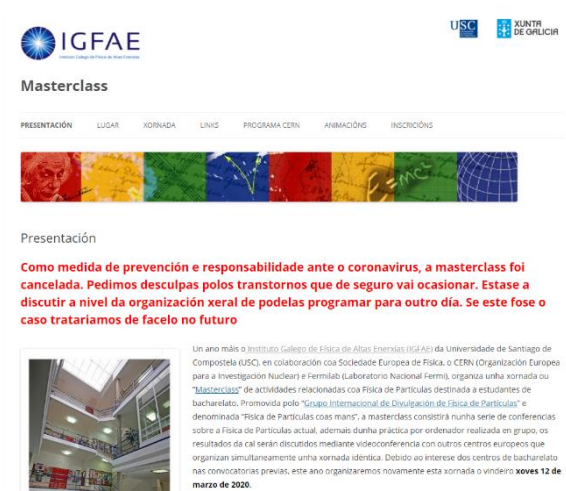 IGFAE
Instituto Galego de Física de Altas Enerxías
USC
XUNTA
DE GALICIA
Masterclass
PRESENTACIÓN LUGAR XORNADA LINKS PROGRAMA CERN ANIMACIÓNS INSCRICIÓNS
E=mc²
Presentación
Como medida de prevención e responsabilidade ante o coronavirus, a masterclass foi
cancelada. Pedimos desculpas polos transtornos que de seguro vai ocasionar. Estase a
discutir a nivel da organización xeral de podelas programar para outro día. Se este fose o
caso tratariamos de facelo no futuro
Un ano máis o Instituto Galego de Física de Altas Enerxías (IGFAE) da Universidade de Santiago de
Compostela (USC), en colaboración coa Sociedade Europea de Física, o CERN (Organización Europea
para a Investigación Nuclear) e Fermilab (Laboratorio Nacional Fermi), organiza unha xornada ou
"Masterclass" de actividades relacionadas coa Física de Partículas destinada a estudantes de
bacharelato. Promovida polo "Grupo Internacional de Divulgación de Física de Partículas" e
denominada "Física de Partículas coas mans", a masterclass consistirá nunha serie de conferencias
sobre a Física de Partículas actual, ademais dunha práctica por ordenador realizada en grupo, os
resultados da cal serán discutidos mediante videoconferencia con outros centros europeos que
organizan simultaneamente unha xornada idéntica. Debido ao interese dos centros de bacharelato
nas convocatorias previas, este ano organizaremos novamente esta xornada o vindeiro xoves 12 de
marzo de 2020.